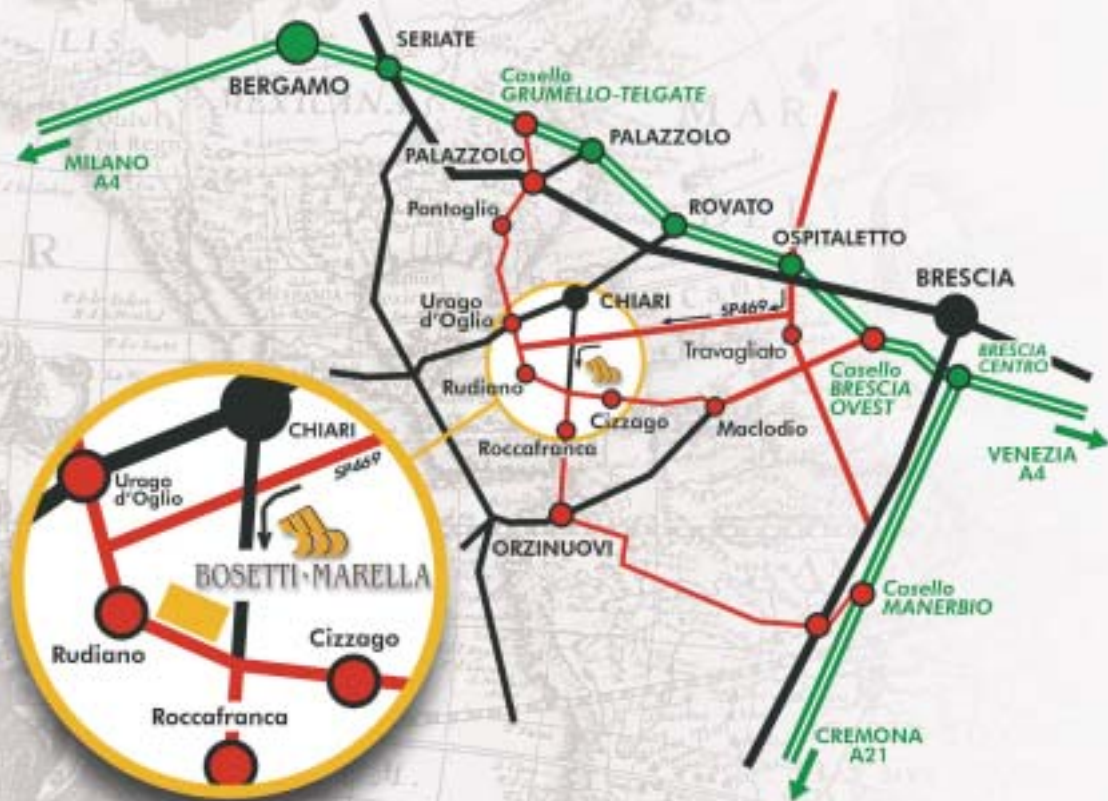 SERIATE
BERGAMO
Casello
GRUMELLO-TELGATE
MILANO
A4
PALAZZOLO
PALAZZOLO
Pontoglio
ROVATO
OSPITALETTO
BRESCIA
Urago
d'Oglio
CHIARI
SP469
Travagliato
BRESCIA
CENTRO
Casello
BRESCIA
OVEST
Rudiano
Cizzago
Maclodio
Roccafranca
VENEZIA
A4
ORZINUOVI
Casello
MANERBIO
CREMONA
A21
CHIARI
SP469
Urago
d'Oglio
BOSETTI·MARELLA
Rudiano
Cizzago
Roccafranca